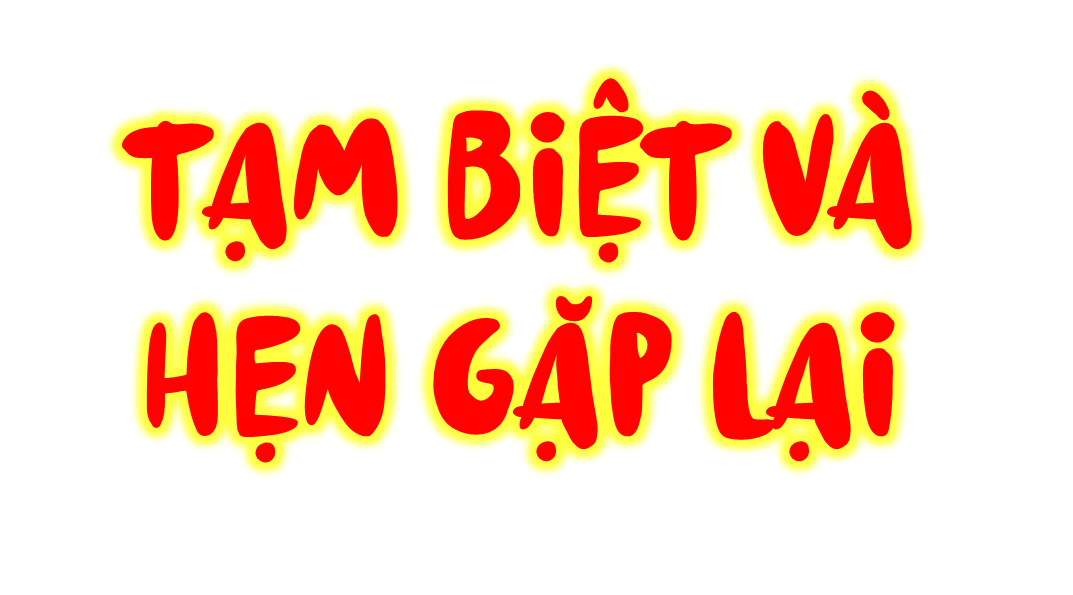 TẠM BIỆT VÀ
HẸN GẶP LẠI